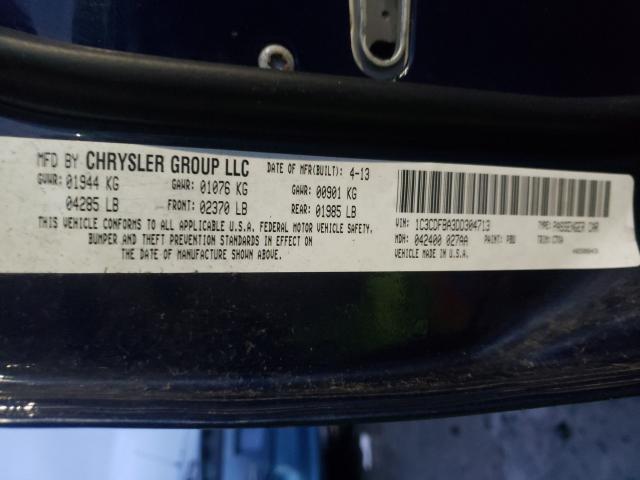 MFD BY CHRYSLER GROUP LLC DATE OF MFR(BUILT): 4-13
GVWR: 01944 KG GAWR: 01076 KG GAWR: 00901 KG
04285 LB FRONT: 02370 LB REAR: 01985 LB
THIS VEHICLE CONFORMS TO ALL APPLICABLE U.S.A. FEDERAL MOTOR VEHICLE SAFETY,
BUMPER AND THEFT PREVENTION STANDARDS IN EFFECT ON
THE DATE OF MANUFACTURE SHOWN ABOVE.
VIN: 1C3CDFBA3DD304713 TYPE: PASSENGER CAR
MDH: 042400 027AA PAINT: PBU TRIM:
VEHICLE MADE IN U.S.A.